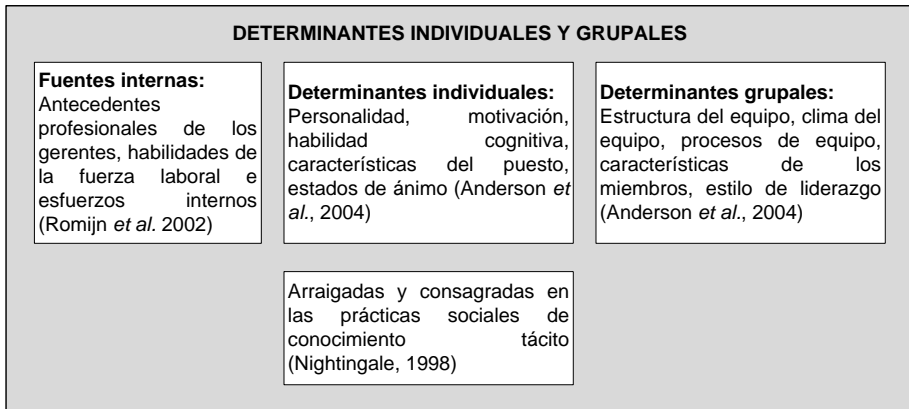 DETERMINANTES INDIVIDUALES Y GRUPALES
Fuentes internas:
Antecedentes
profesionales de los
gerentes, habilidades de
la fuerza laboral e
esfuerzos internos
(Romijn et al. 2002)
Determinantes individuales:
Personalidad, motivación,
habilidad cognitiva,
características del puesto,
estados de ánimo (Anderson et
al., 2004)
Determinantes grupales:
Estructura del equipo, clima del
equipo, procesos de equipo,
características de los
miembros, estilo de liderazgo
(Anderson et al., 2004)
Arraigadas y consagradas en
las prácticas sociales de
conocimiento tácito
(Nightingale, 1998)